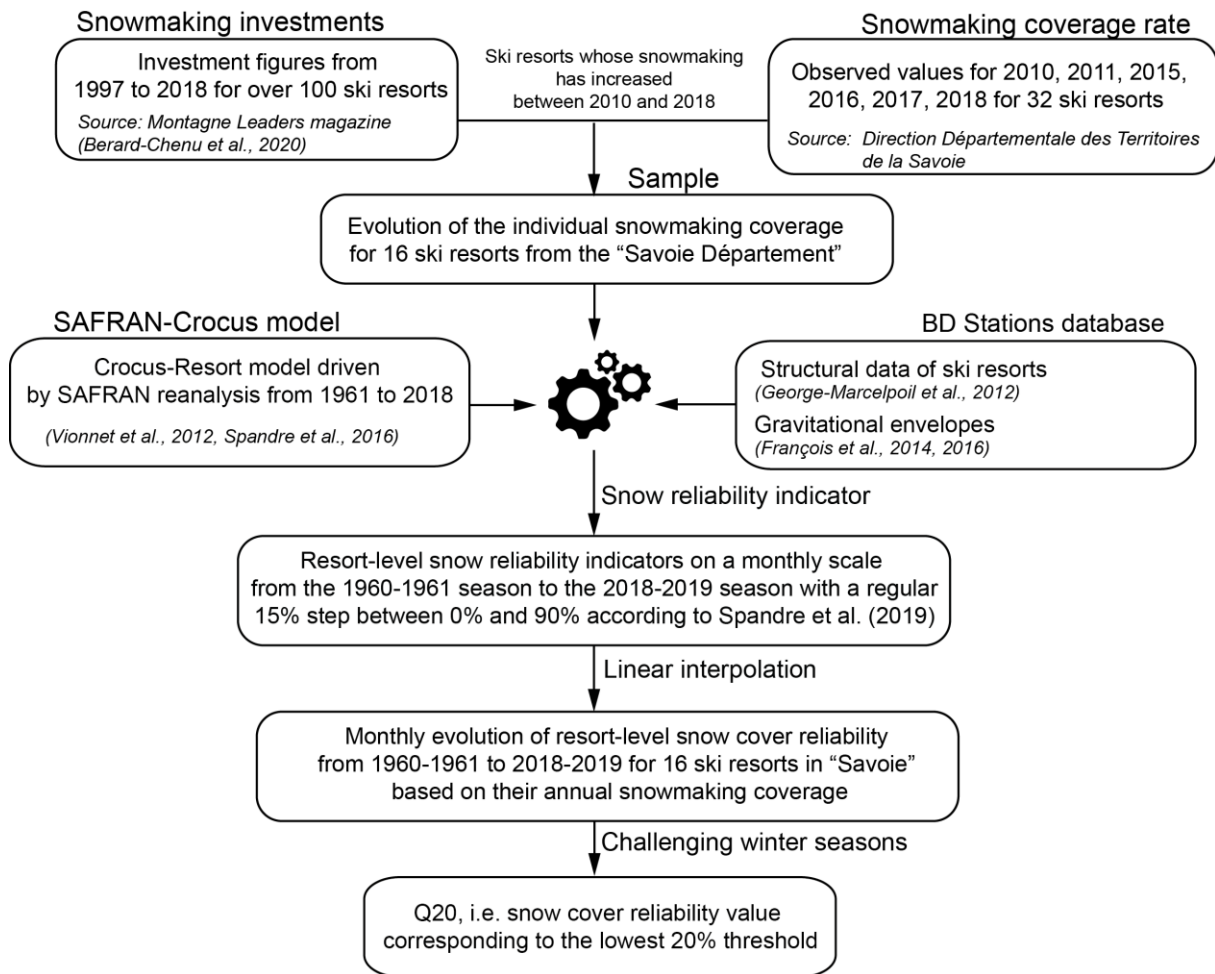 Snowmaking investments
Investment figures from
1997 to 2018 for over 100 ski resorts
Source: Montagne Leaders magazine
(Berard-Chenu et al., 2020)
Ski resorts whose snowmaking
has increased
between 2010 and 2018
Snowmaking coverage rate
Observed values for 2010, 2011, 2015,
2016, 2017, 2018 for 32 ski resorts
Source: Direction Départementale des Territoires
de la Savoie
Sample
Evolution of the individual snowmaking coverage
for 16 ski resorts from the “Savoie Département”
SAFRAN-Crocus model
Crocus-Resort model driven
by SAFRAN reanalysis from 1961 to 2018
(Vionnet et al., 2012, Spandre et al., 2016)
BD Stations database
Structural data of ski resorts
(George-Marcelpoil et al., 2012)
Gravitational envelopes
(François et al., 2014, 2016)
Snow reliability indicator
Resort-level snow reliability indicators on a monthly scale
from the 1960-1961 season to the 2018-2019 season with a regular
15% step between 0% and 90% according to Spandre et al. (2019)
Linear interpolation
Monthly evolution of resort-level snow cover reliability
from 1960-1961 to 2018-2019 for 16 ski resorts in “Savoie”
based on their annual snowmaking coverage
Challenging winter seasons
Q20, i.e. snow cover reliability value
corresponding to the lowest 20% threshold